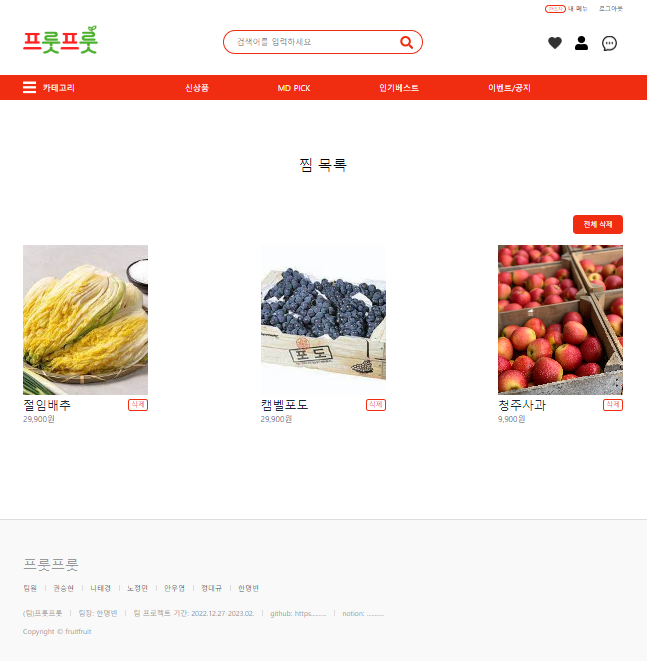 내 메뉴 로그아웃
프룻프룻
검색어를 입력하세요
카테고리 신상품 MD PICK 인기베스트 이벤트/공지
찜 목록
전체 삭제
포도
절임배추 삭제 캠벨포도 삭제 청주사과 삭제
29,900원 29,900원 9,900원
프룻프룻
팀원 | 권승현 | 나태경 | 노정민 | 안우엽 | 정대규 | 한명빈
(팀)프룻프룻 | 팀장: 한명빈 | 팀 프로젝트 기간: 2022.12.27-2023.02. | github: https........ | notion: .........
Copyright © fruitfruit